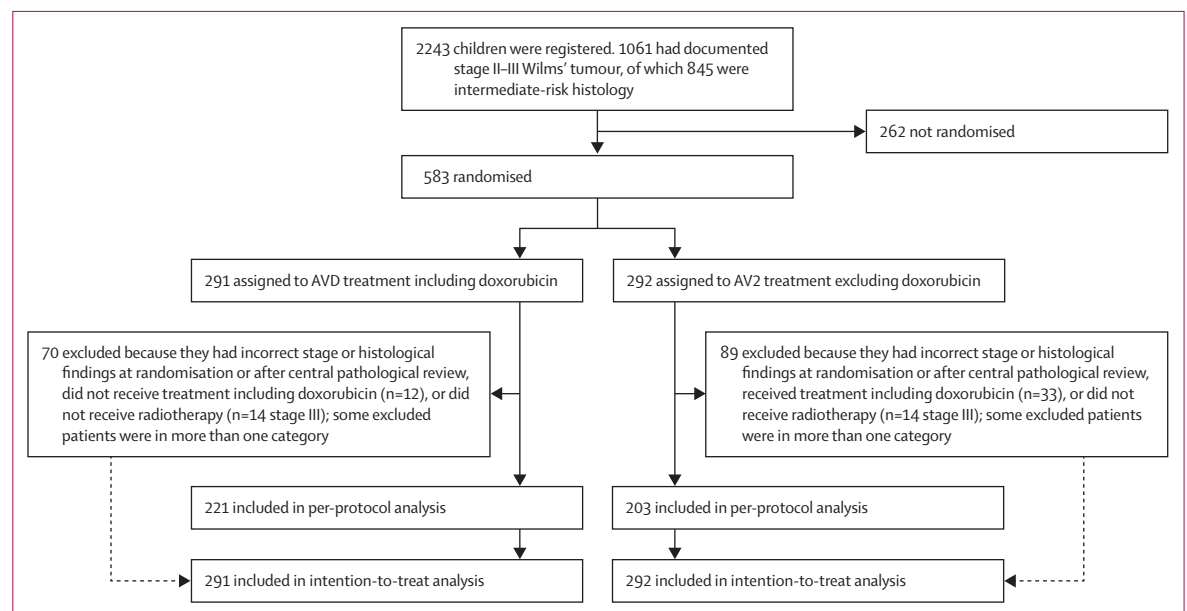 2243 children were registered. 1061 had documented
stage II–III Wilms’ tumour, of which 845 were
intermediate-risk histology
262 not randomised
583 randomised
291 assigned to AVD treatment including doxorubicin
292 assigned to AV2 treatment excluding doxorubicin
70 excluded because they had incorrect stage or histological
findings at randomisation or after central pathological review,
did not receive treatment including doxorubicin (n=12), or did
not receive radiotherapy (n=14 stage III); some excluded
patients were in more than one category
89 excluded because they had incorrect stage or histological
findings at randomisation or after central pathological review,
received treatment including doxorubicin (n=33), or did not
receive radiotherapy (n=14 stage III); some excluded patients
were in more than one category
221 included in per-protocol analysis
203 included in per-protocol analysis
291 included in intention-to-treat analysis
292 included in intention-to-treat analysis